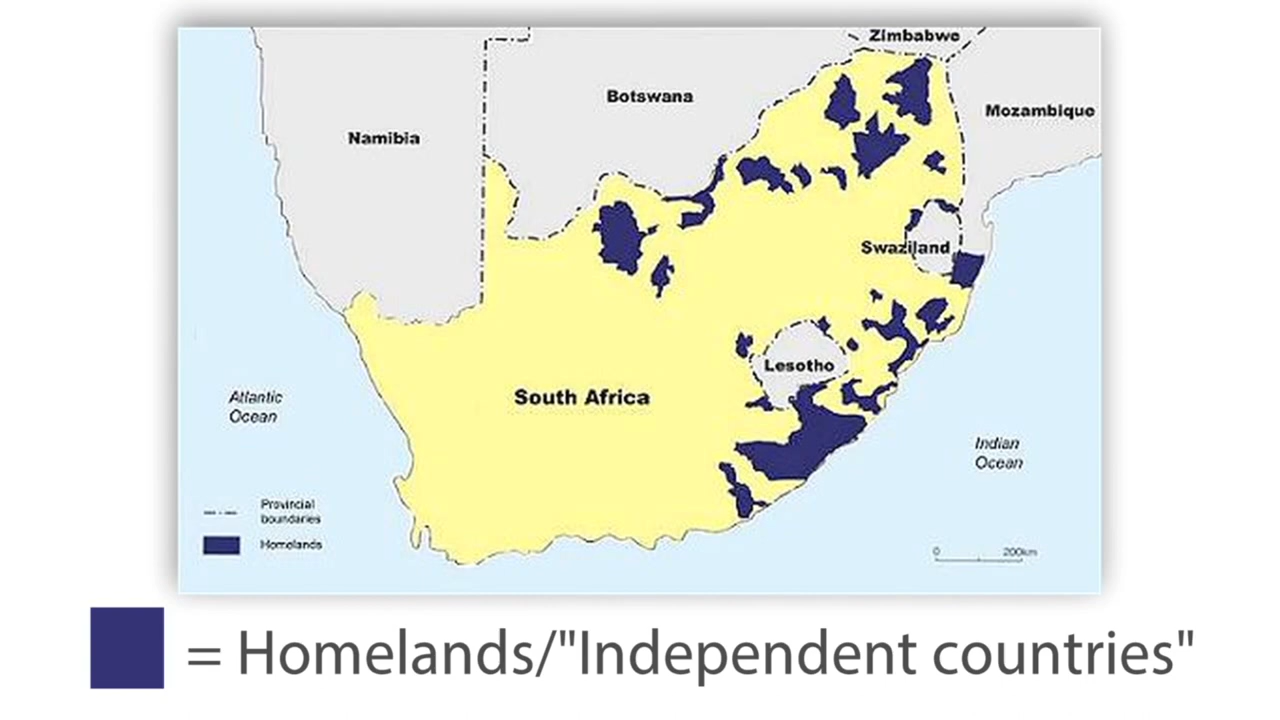 Zimbabwe
Botswana
Mozambique
Namibia
Swaziland
Lesotho
South Africa
Atlantic
Ocean
Indian
Ocean
Provincial
boundaries
Homelands
0 200km
= Homelands/"Independent countries"